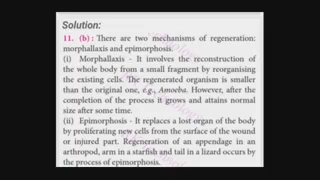 Solution:
11. (b) : There are two mechanisms of regeneration:
morphallaxis and epimorphosis.
(i) Morphallaxis - It involves the reconstruction of
the whole body from a small fragment by reorganising
the existing cells. The regenerated organism is smaller
than the original one, e.g., Amoeba. However, after the
completion of the process it grows and attains normal
size after some time.
(ii) Epimorphosis - It replaces a lost organ of the body
by proliferating new cells from the surface of the wound
or injured part. Regeneration of an appendage in an
arthropod, arm in a starfish and tail in a lizard occurs by
the process of epimorphosis.